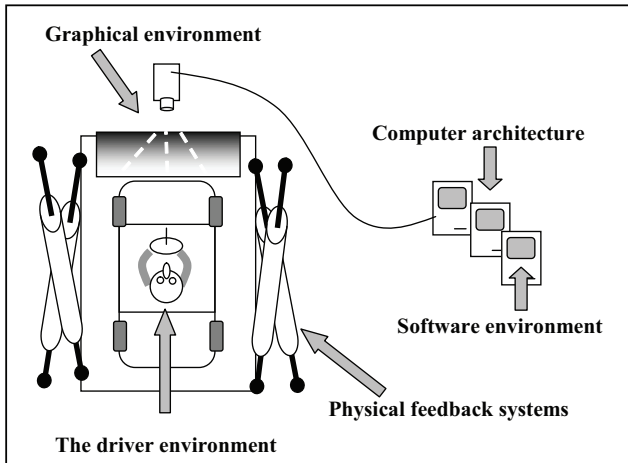 Graphical environment
Computer architecture
Software environment
Physical feedback systems
The driver environment